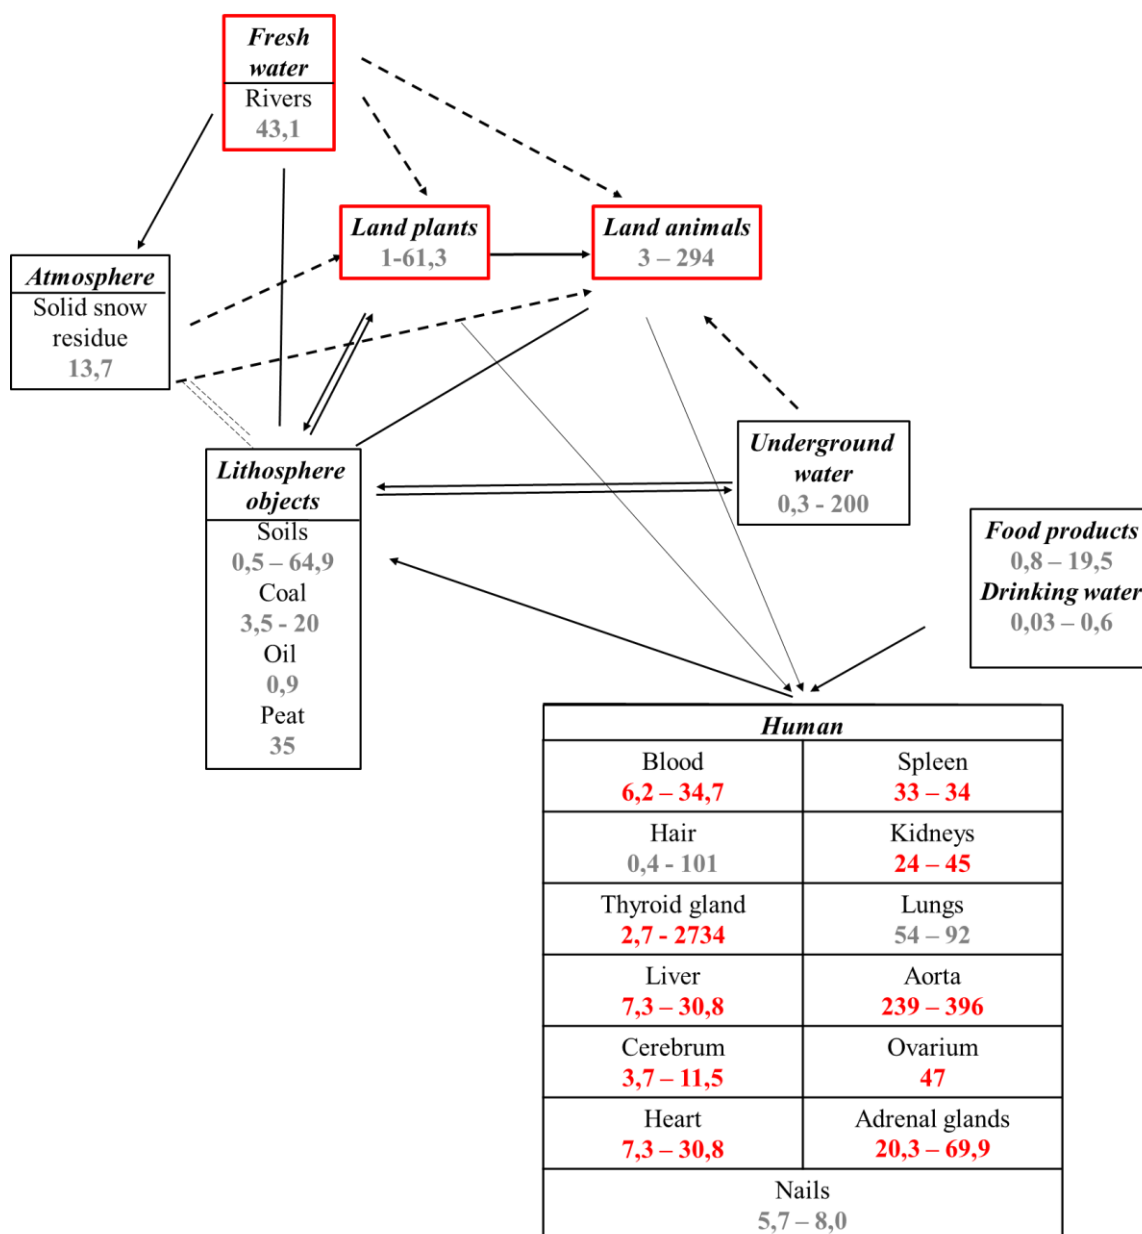 Fresh
water
Rivers
43,1
Land plants
1-61,3
Land animals
3 – 294
Atmosphere
Solid snow
residue
13,7
Underground
water
0,3 - 200
Lithosphere
objects
Soils
0,5 – 64,9
Coal
3,5 - 20
Oil
0,9
Peat
35
Food products
0,8 – 19,5
Drinking water
0,03 – 0,6
Human
Blood
6,2 – 34,7
Spleen
33 – 34
Hair
0,4 - 101
Kidneys
24 – 45
Thyroid gland
2,7 - 2734
Lungs
54 – 92
Liver
7,3 – 30,8
Aorta
239 – 396
Cerebrum
3,7 – 11,5
Ovarium
47
Heart
7,3 – 30,8
Adrenal glands
20,3 – 69,9
Nails
5,7 – 8,0